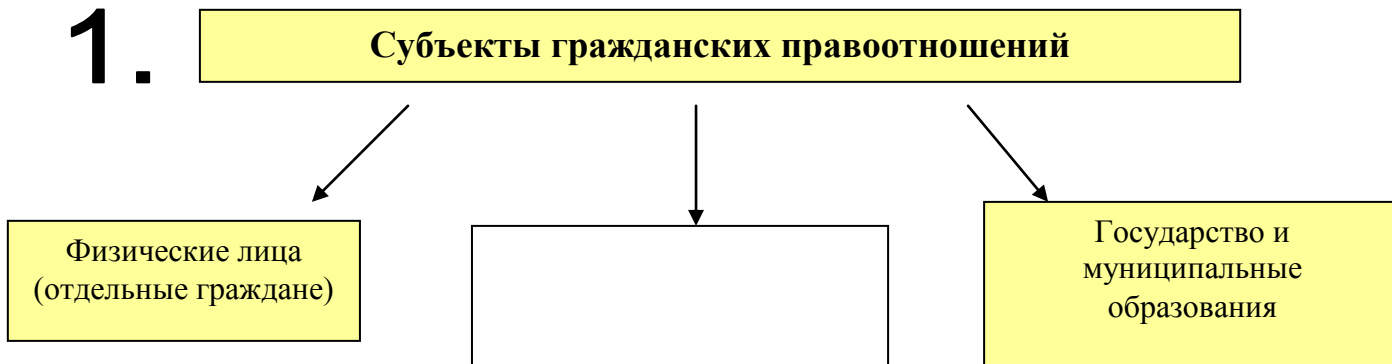 1.
Субъекты гражданских правоотношений
Физические лица
(отдельные граждане)
Государство и
муниципальные
образования